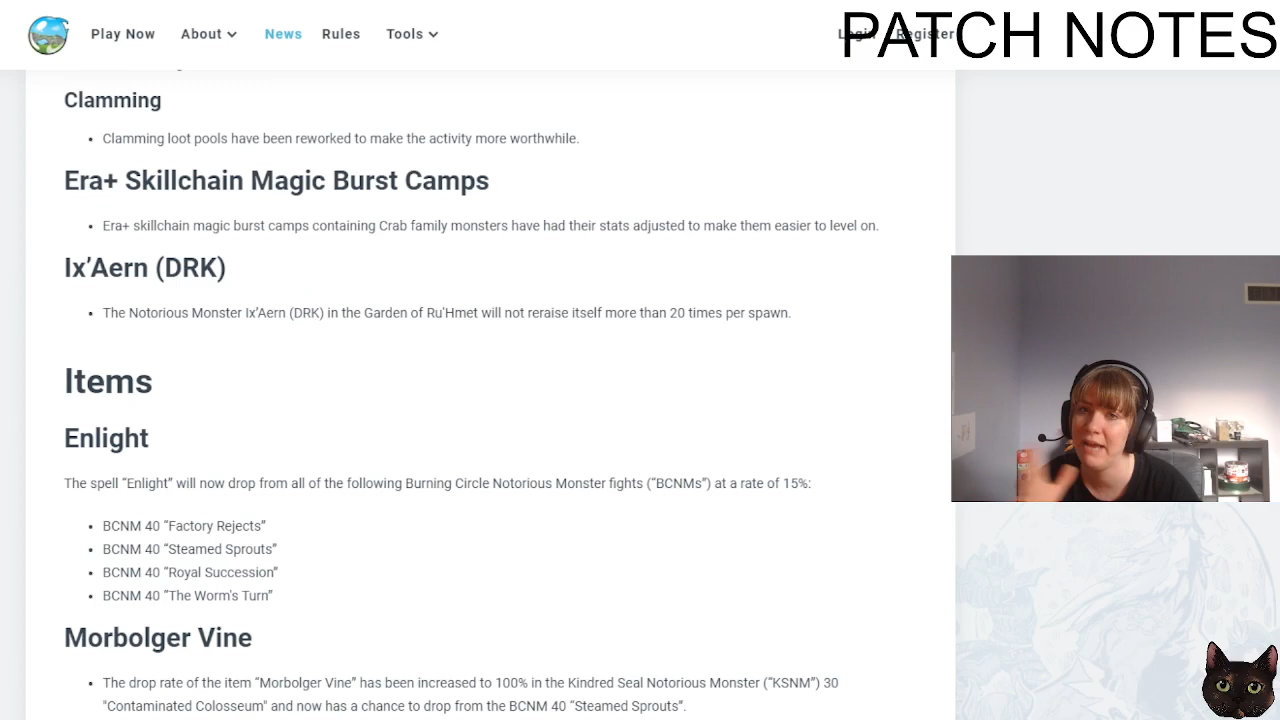 Play Now About News Rules Tools Login Register
PATCH NOTES
Clamming
• Clamming loot pools have been reworked to make the activity more worthwhile.
Era+ Skillchain Magic Burst Camps
• Era+ skillchain magic burst camps containing Crab family monsters have had their stats adjusted to make them easier to level on.
Ix’Aern (DRK)
• The Notorious Monster Ix’Aern (DRK) in the Garden of Ru’Hmet will not reraise itself more than 20 times per spawn.
Items
Enlight
The spell “Enlight” will now drop from all of the following Burning Circle Notorious Monster fights (“BCNMs”) at a rate of 15%:
• BCNM 40 “Factory Rejects”
• BCNM 40 “Steamed Sprouts”
• BCNM 40 “Royal Succession”
• BCNM 40 “The Worm's Turn”
Morbolger Vine
• The drop rate of the item “Morbolger Vine” has been increased to 100% in the Kindred Seal Notorious Monster (“KSNM”) 30
"Contaminated Colosseum" and now has a chance to drop from the BCNM 40 “Steamed Sprouts”.